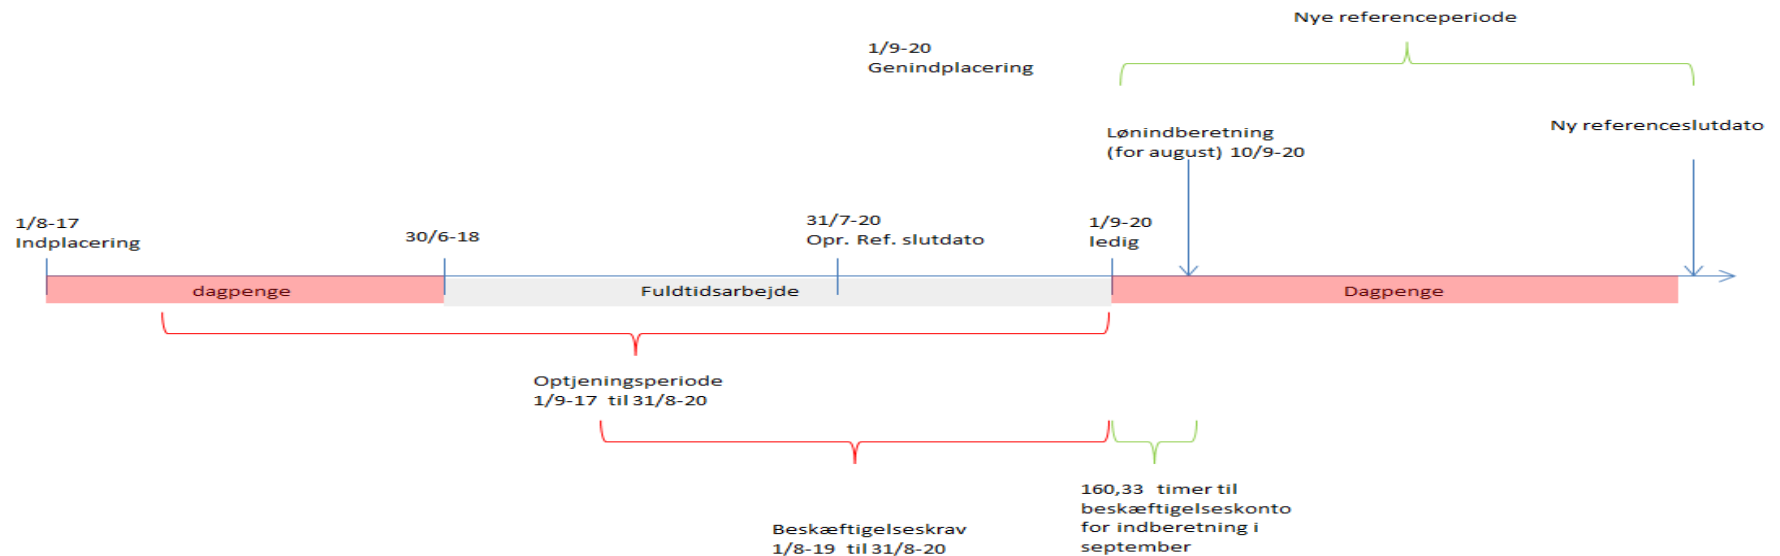 Nye referenceperiode
1/9-20
Genindplacering
Ny referenceslutdato
Lønindberetning
(for august) 10/9-20
1/8-17
Indplacering
30/6-18
31/7-20
Opr. Ref. slutdato
1/9-20
ledig
dagpenge
Fuldtidsarbejde
Dagpenge
Optjeningsperiode
1/9-17 til 31/8-20
160,33 timer til
beskæftigelseskonto
for indberetning i
september
Beskæftigelseskrav
1/8-19 til 31/8-20